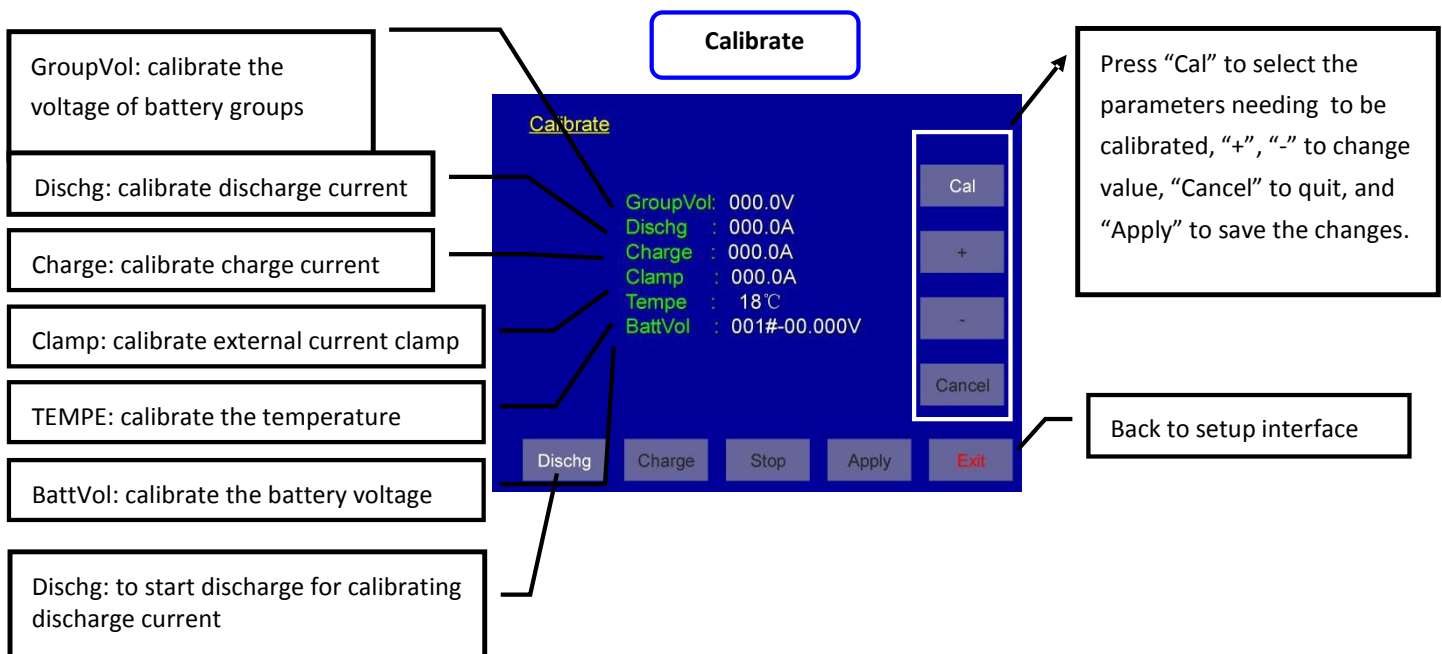 Calibrate
GroupVol: calibrate the
voltage of battery groups
Dischg: calibrate discharge current
Charge: calibrate charge current
Clamp: calibrate external current clamp
TEMPE: calibrate the temperature
BattVol: calibrate the battery voltage
Dischg: to start discharge for calibrating
discharge current
Calibrate
GroupVol: 000.0V
Dischg : 000.0A
Charge : 000.0A
Clamp : 000.0A
Tempe : 18℃
BattVol : 001#-00.000V
Cal
+
-
Cancel
Dischg Charge Stop Apply Exit
Press “Cal” to select the
parameters needing to be
calibrated, “+”, “-” to change
value, “Cancel” to quit, and
“Apply” to save the changes.
Back to setup interface